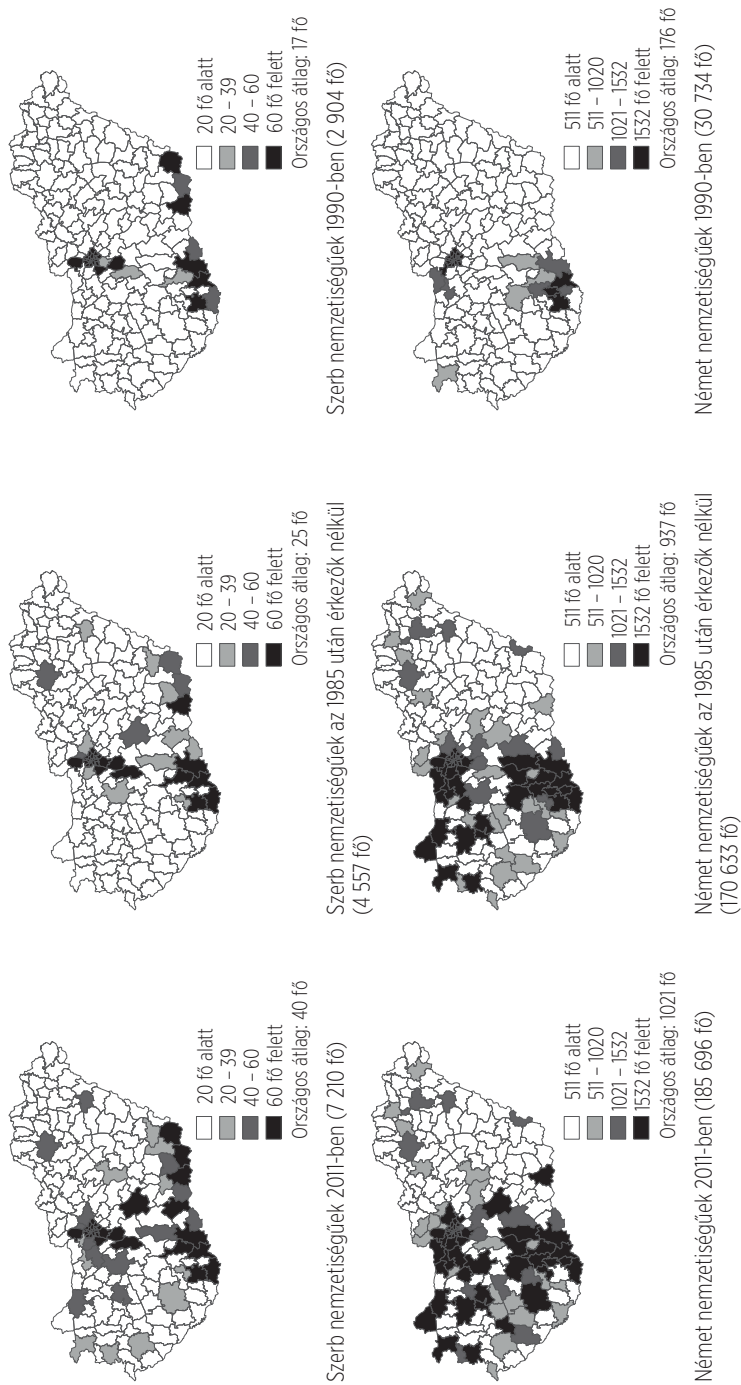 20 fő alatt
20 – 39
40 – 60
60 fő felett
Országos átlag: 40 fő
Szerb nemzetiségűek 2011-ben (7 210 fő)
20 fő alatt
20 – 39
40 – 60
60 fő felett
Országos átlag: 25 fő
Szerb nemzetiségűek az 1985 után érkezők nélkül
(4 557 fő)
20 fő alatt
20 – 39
40 – 60
60 fő felett
Országos átlag: 17 fő
Szerb nemzetiségűek 1990-ben (2 904 fő)
511 fő alatt
511 – 1020
1021 – 1532
1532 fő felett
Országos átlag: 1021 fő
Német nemzetiségűek 2011-ben (185 696 fő)
511 fő alatt
511 – 1020
1021 – 1532
1532 fő felett
Országos átlag: 937 fő
Német nemzetiségűek az 1985 után érkezők nélkül
(170 633 fő)
511 fő alatt
511 – 1020
1021 – 1532
1532 fő felett
Országos átlag: 176 fő
Német nemzetiségűek 1990-ben (30 734 fő)